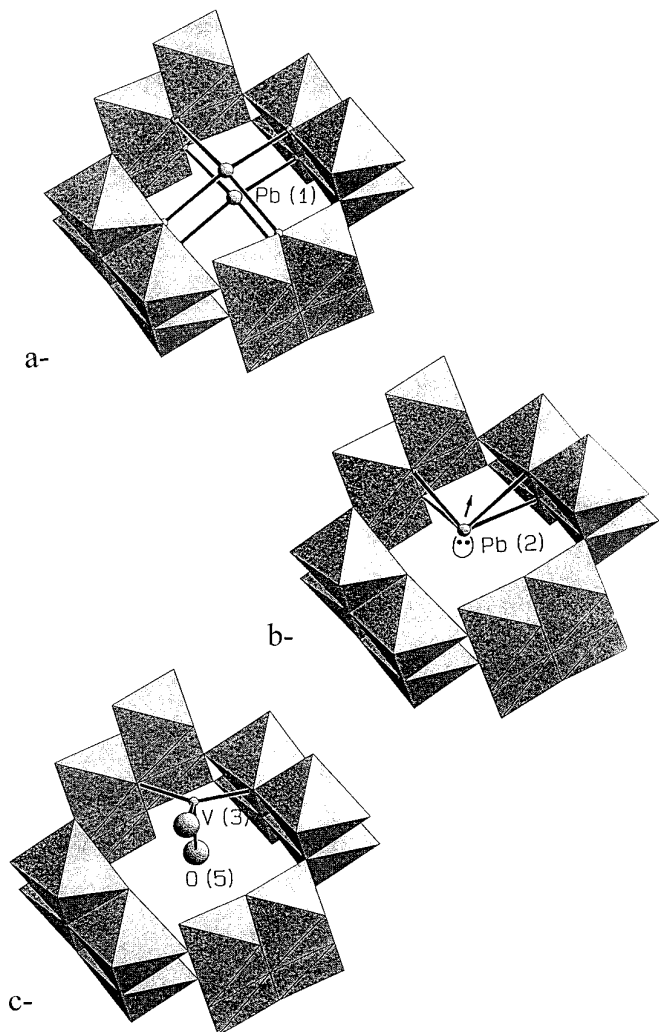 Pb (1)
a-
Pb (2)
b-
V (3)
O (5)
c-